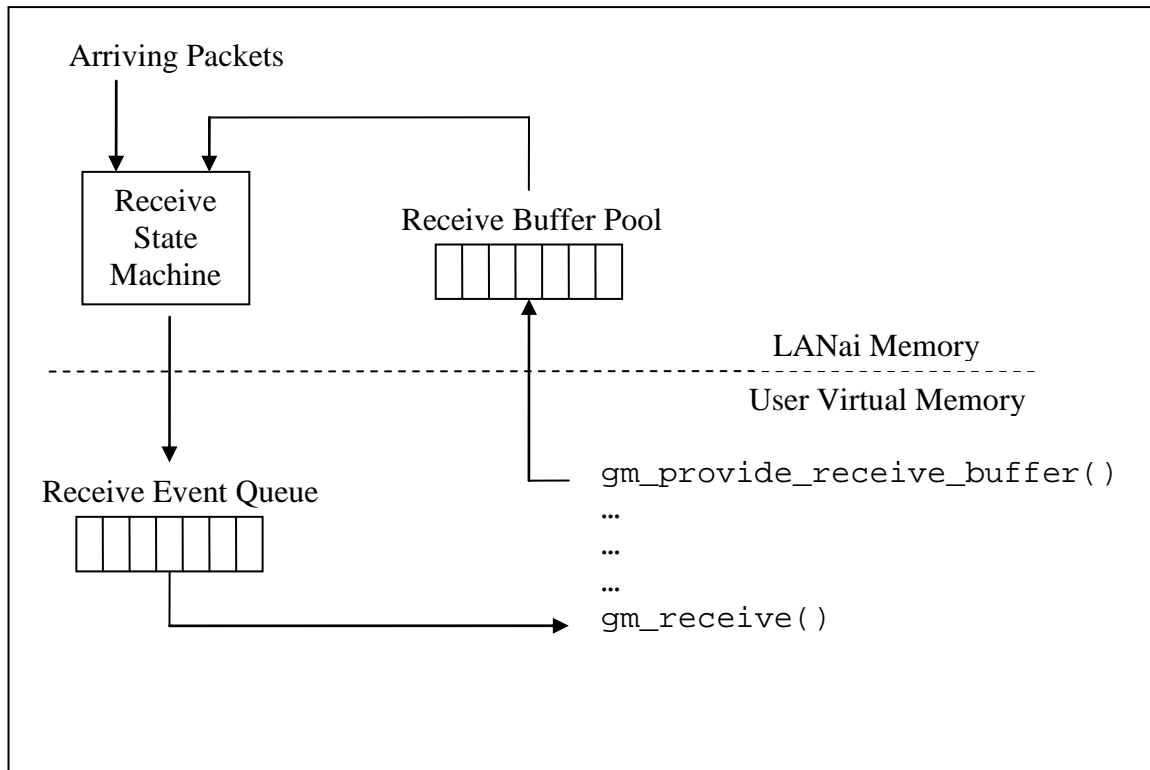 Arriving Packets
Receive
State
Machine
Receive Buffer Pool
LANai Memory
User Virtual Memory
Receive Event Queue
gm_provide_receive_buffer()
…
…
…
gm_receive()